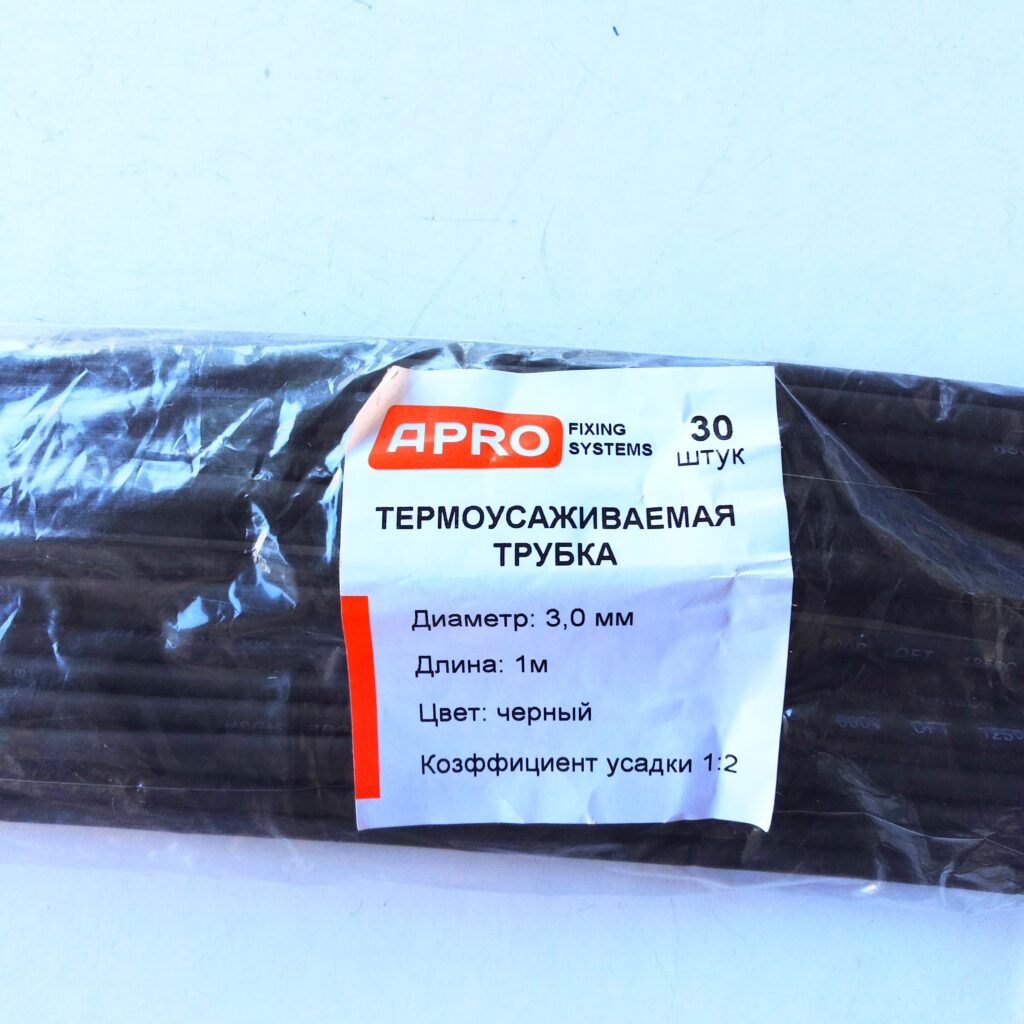 APRO
FIXING
SYSTEMS
30
штук
ТЕРМОУСАЖИВАЕМАЯ
ТРУБКА
Диаметр: 3,0 мм
Длина: 1м
Цвет: черный
Коэффициент усадки 1:2